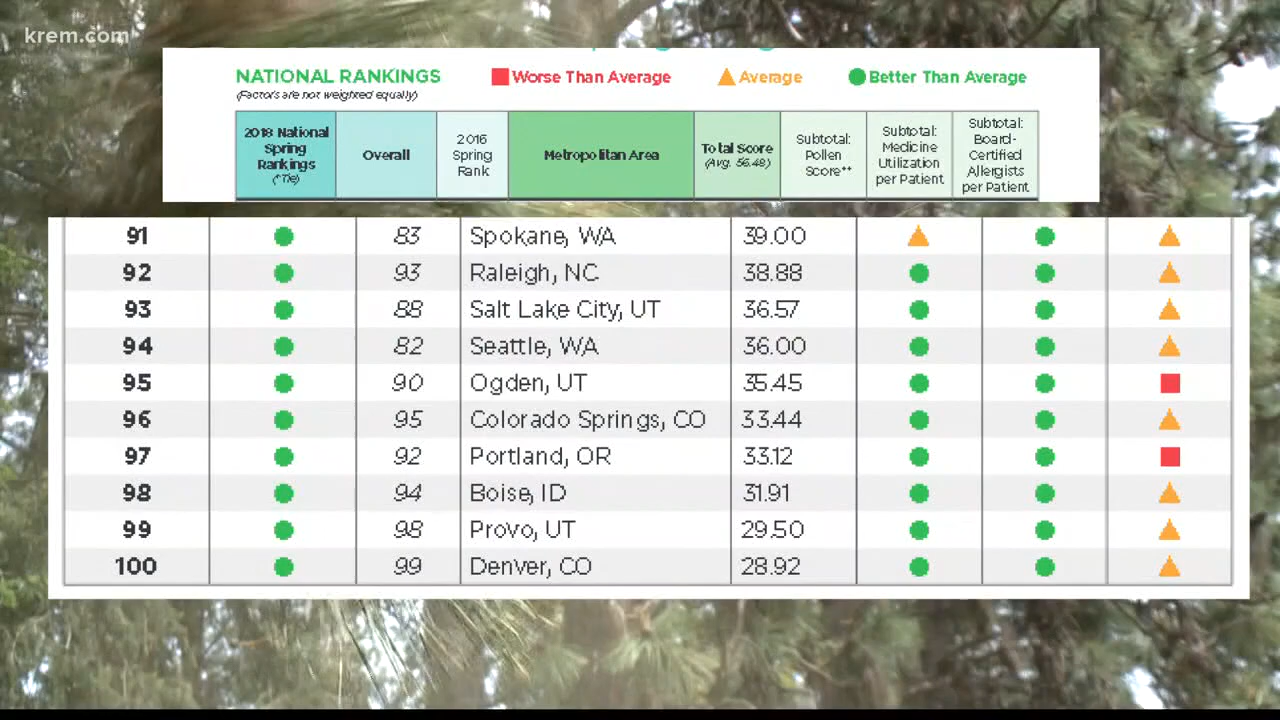 krem.com
NATIONAL RANKINGS
Worse Than Average
Average
Better Than Average
(Factors are not weighted equally)
2018 National
Spring
Rankings
(*Tie)
Overall
2016
Spring
Rank
Metropolitan Area
Total Score
(Avg. 56.48)
Subtotal:
Pollen
Score**
Subtotal:
Medicine
Utilization
per Patient
Subtotal:
Board-
Certified
Allergists
per Patient
91 83 Spokane, WA 39.00
92 93 Raleigh, NC 38.88
93 88 Salt Lake City, UT 36.57
94 82 Seattle, WA 36.00
95 90 Ogden, UT 35.45
96 95 Colorado Springs, CO 33.44
97 92 Portland, OR 33.12
98 94 Boise, ID 31.91
99 98 Provo, UT 29.50
100 99 Denver, CO 28.92